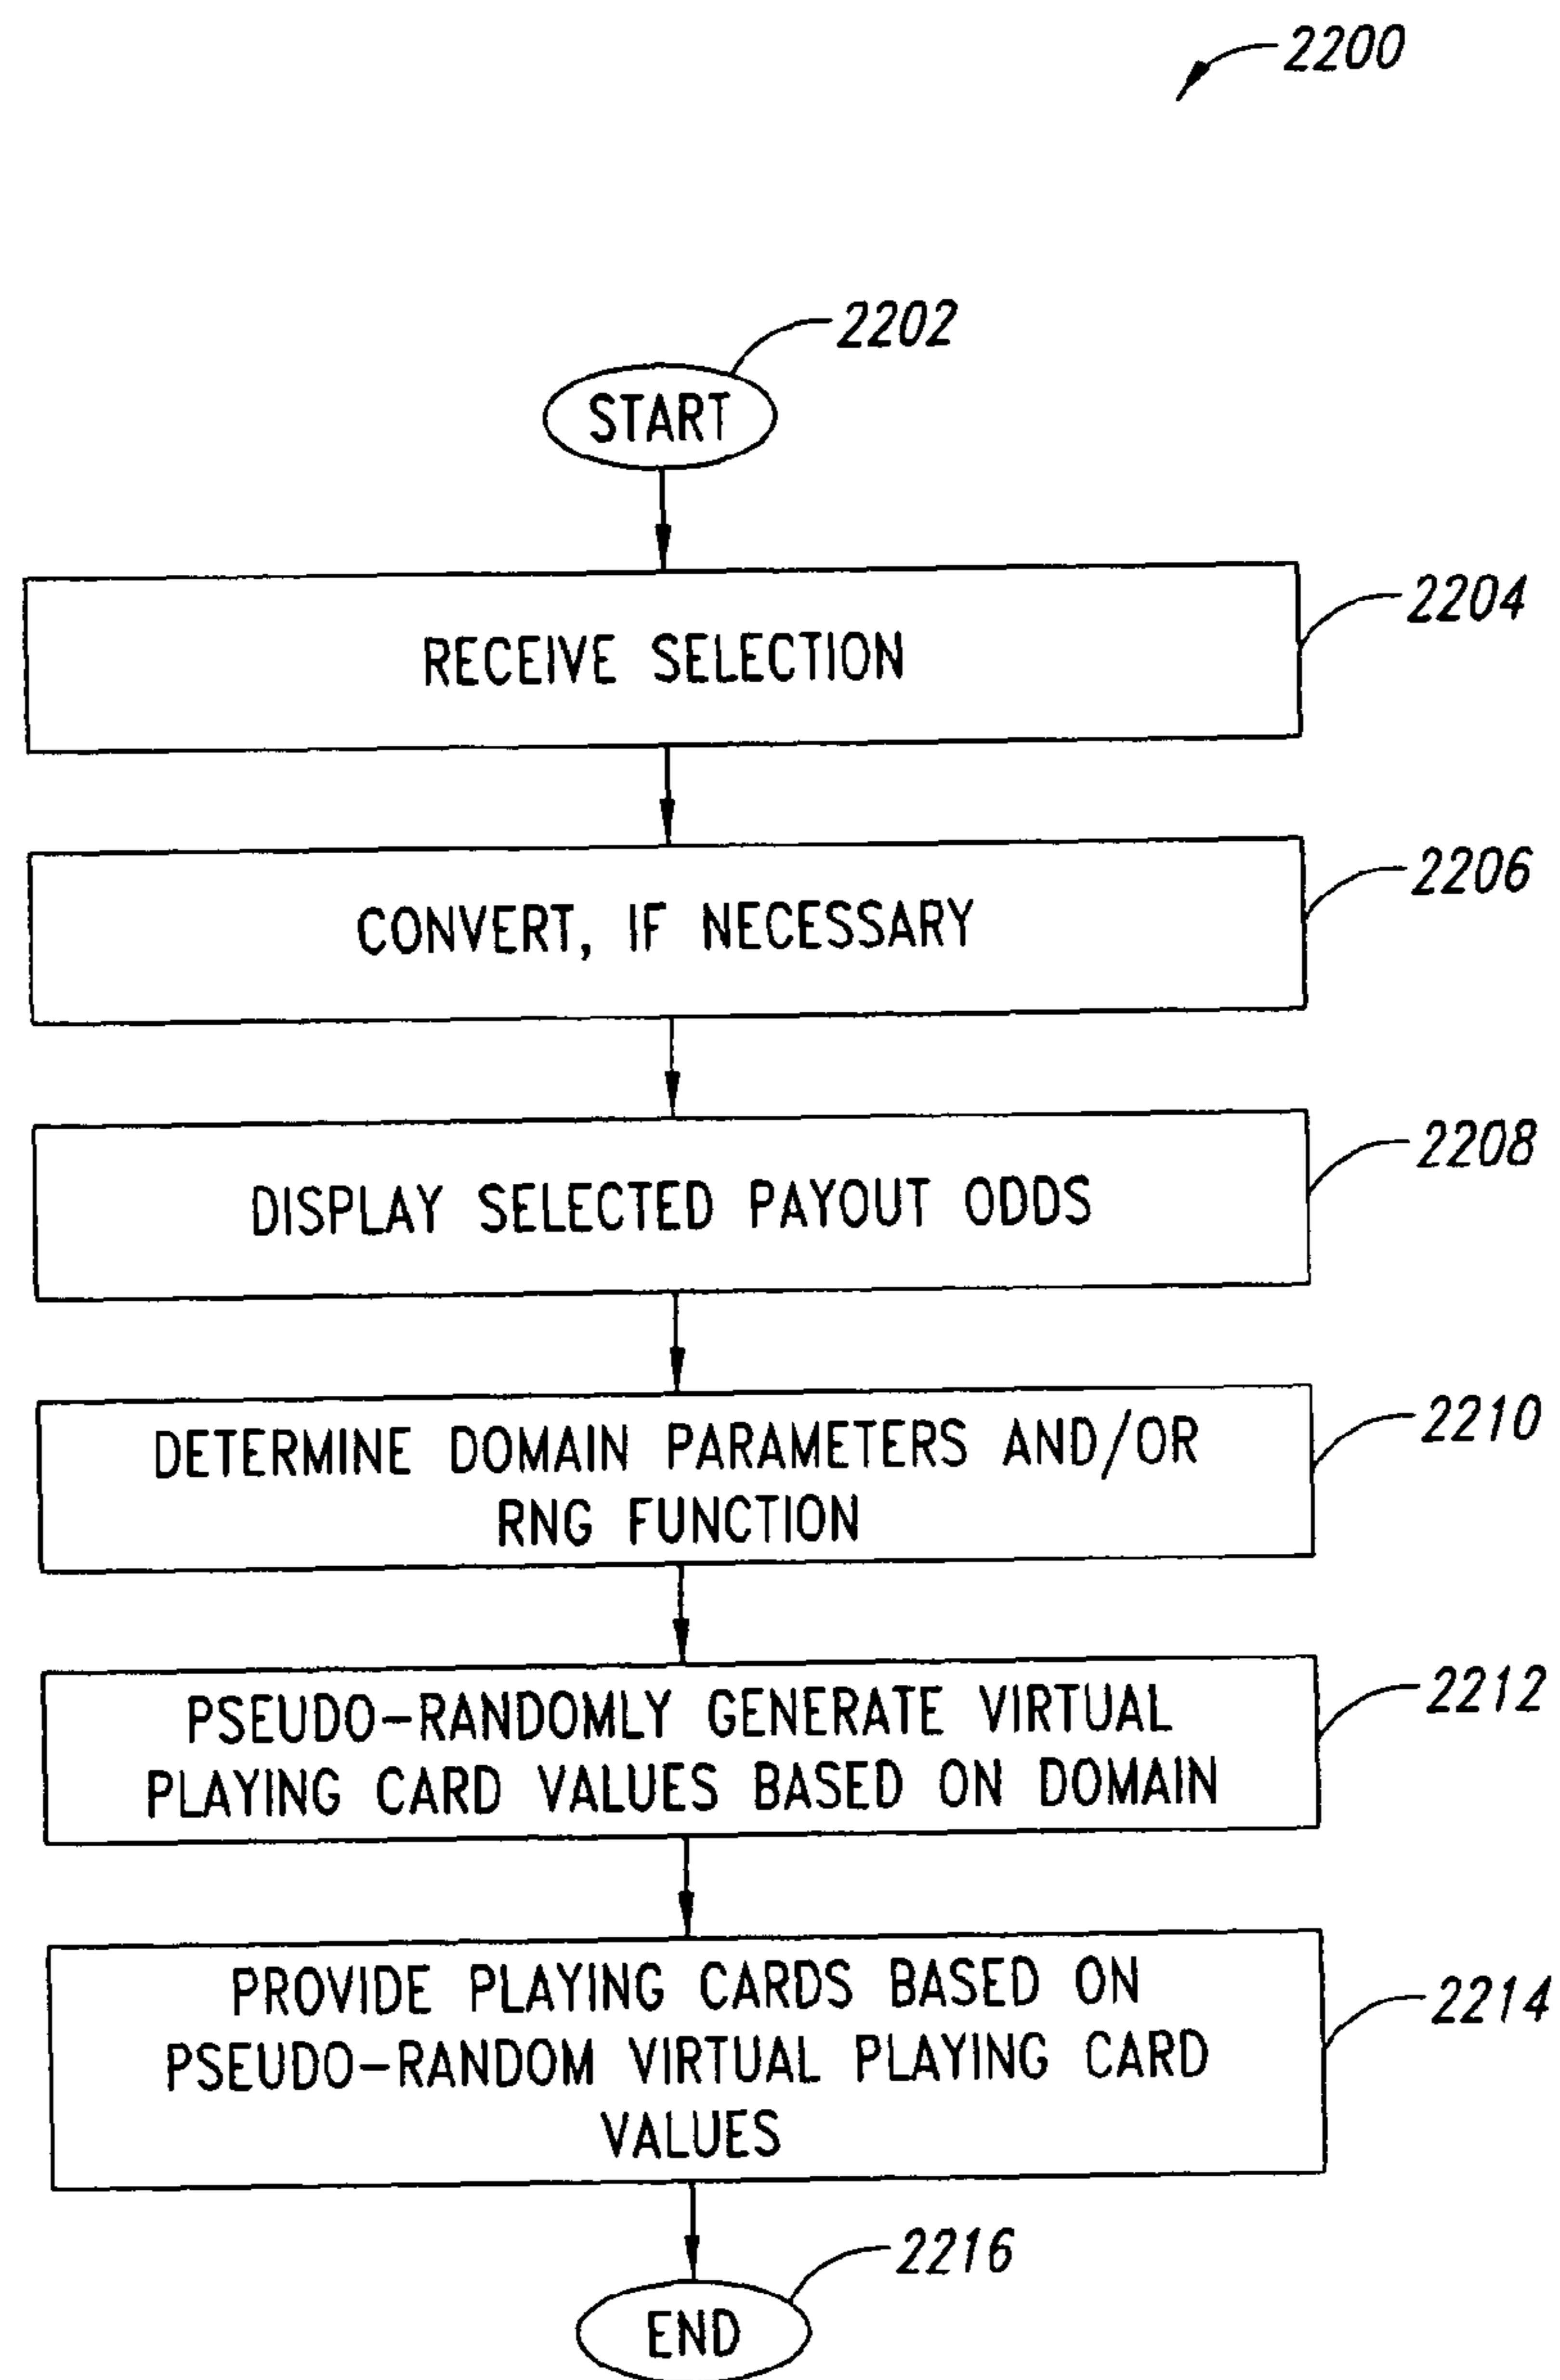 2200
2202
START
2204
RECEIVE SELECTION
2206
CONVERT, IF NECESSARY
2208
DISPLAY SELECTED PAYOUT ODDS
2210
DETERMINE DOMAIN PARAMETERS AND/OR
RNG FUNCTION
2212
PSEUDO-RANDOMLY GENERATE VIRTUAL
PLAYING CARD VALUES BASED ON DOMAIN
2214
PROVIDE PLAYING CARDS BASED ON
PSEUDO-RANDOM VIRTUAL PLAYING CARD
VALUES
2216
END